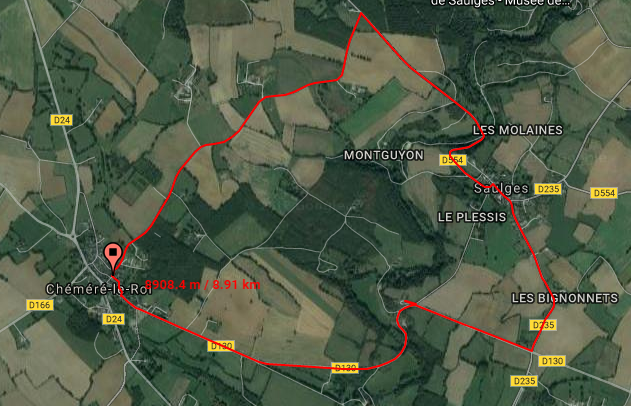 de Saulges - Musée de...
D24
LES MOLAINES
MONTGUYON
D554
Saulges
D235
D554
LE PLESSIS
8908,4 m / 8.91 km
Chéméré-le-Roi
LES BIGNONNETS
D166
D24
D235
D130
D130
D130
D235